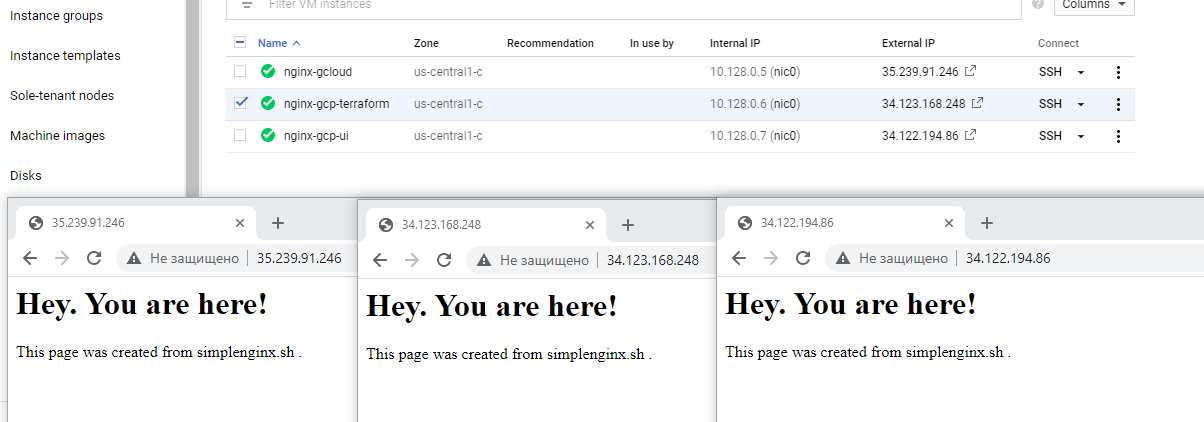 Instance groups
Instance templates
Sole-tenant nodes
Machine images
Disks
Filter VM instances
Columns
Name Zone Recommendation In use by Internal IP External IP Connect
nginx-gcloud us-central1-c 10.128.0.5 (nic0) 35.239.91.246 SSH
nginx-gcp-terraform us-central1-c 10.128.0.6 (nic0) 34.123.168.248 SSH
nginx-gcp-ui us-central1-c 10.128.0.7 (nic0) 34.122.194.86 SSH
35.239.91.246
Не защищено 35.239.91.246
Hey. You are here!
This page was created from simplenginx.sh .
34.123.168.248
Не защищено 34.123.168.248
Hey. You are here!
This page was created from simplenginx.sh .
34.122.194.86
Не защищено 34.122.194.86
Hey. You are here!
This page was created from simplenginx.sh .